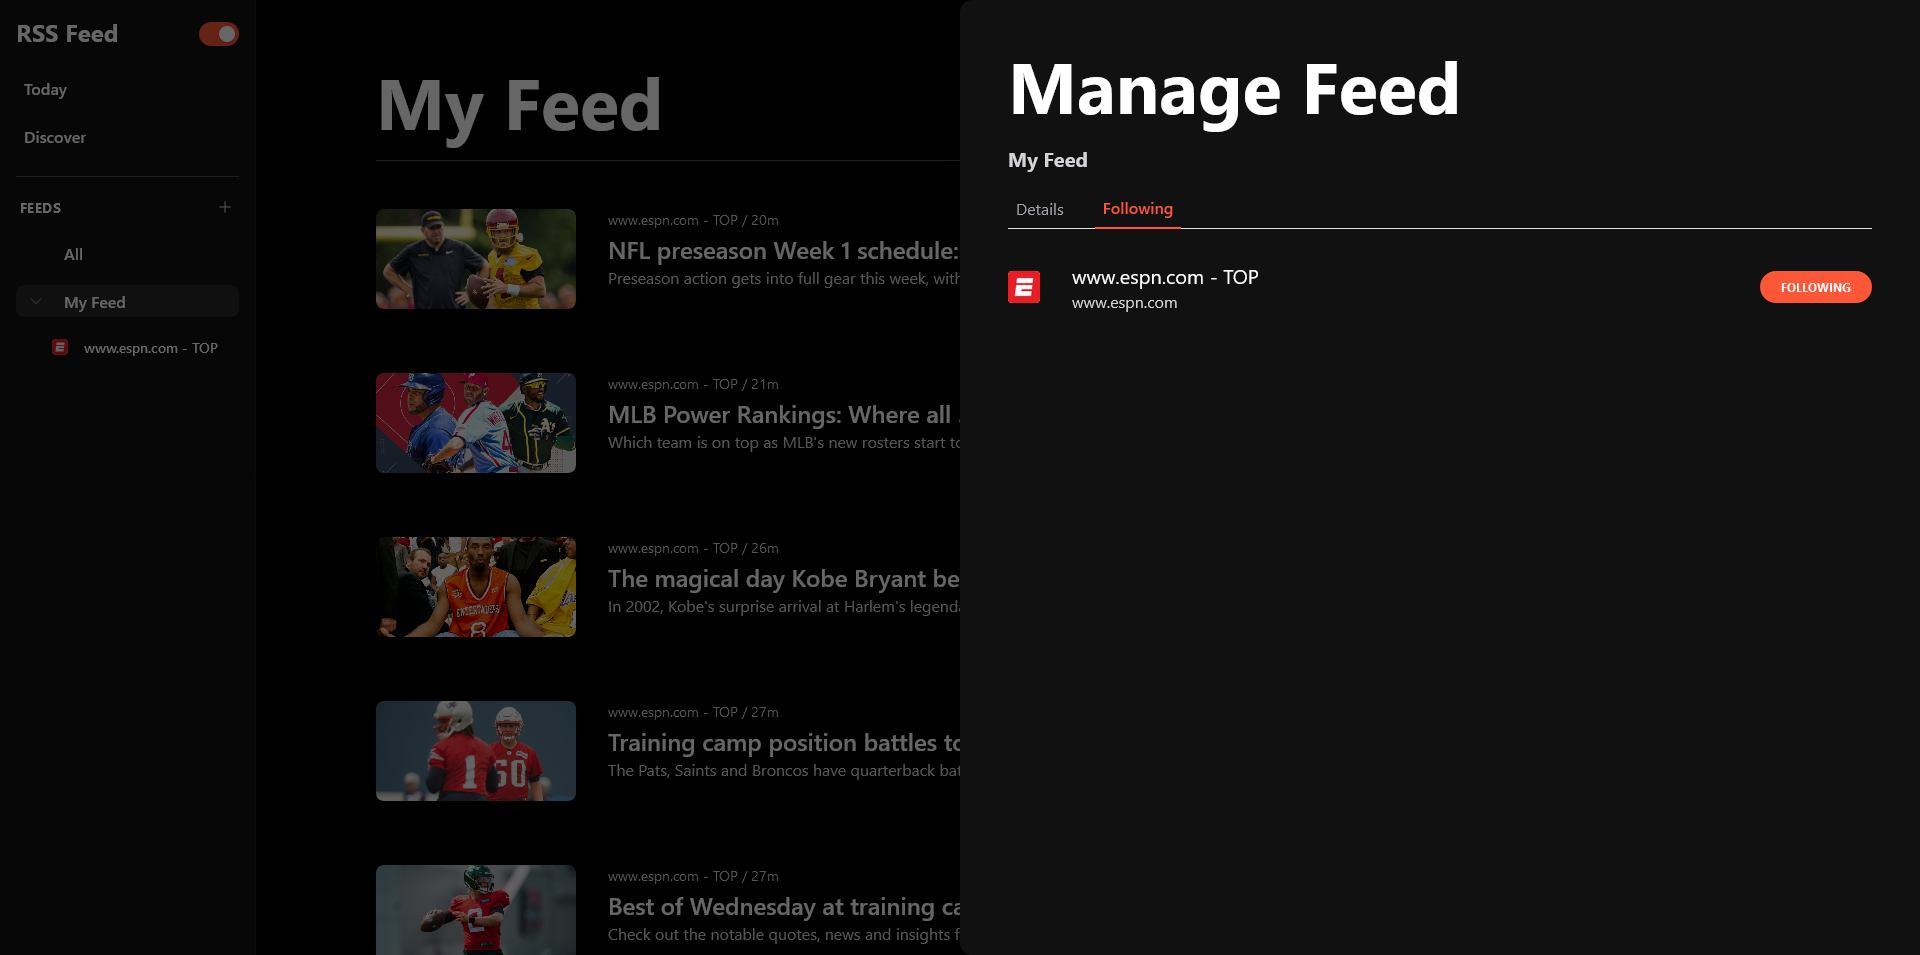 RSS Feed
Today
Discover
FEEDS
All
My Feed
www.espn.com - TOP
My Feed
www.espn.com - TOP / 20m
NFL preseason Week 1 schedule:
Preseason action gets into full gear this week, with
www.espn.com - TOP / 21m
MLB Power Rankings: Where all
Which team is on top as MLB's new rosters start to
www.espn.com - TOP / 26m
The magical day Kobe Bryant be
In 2002, Kobe's surprise arrival at Harlem's legenda
www.espn.com - TOP / 27m
Training camp position battles to
The Pats, Saints and Broncos have quarterback bat
www.espn.com - TOP / 27m
Best of Wednesday at training ca
Check out the notable quotes, news and insights f
Manage Feed
My Feed
Details Following
www.espn.com - TOP
www.espn.com
FOLLOWING